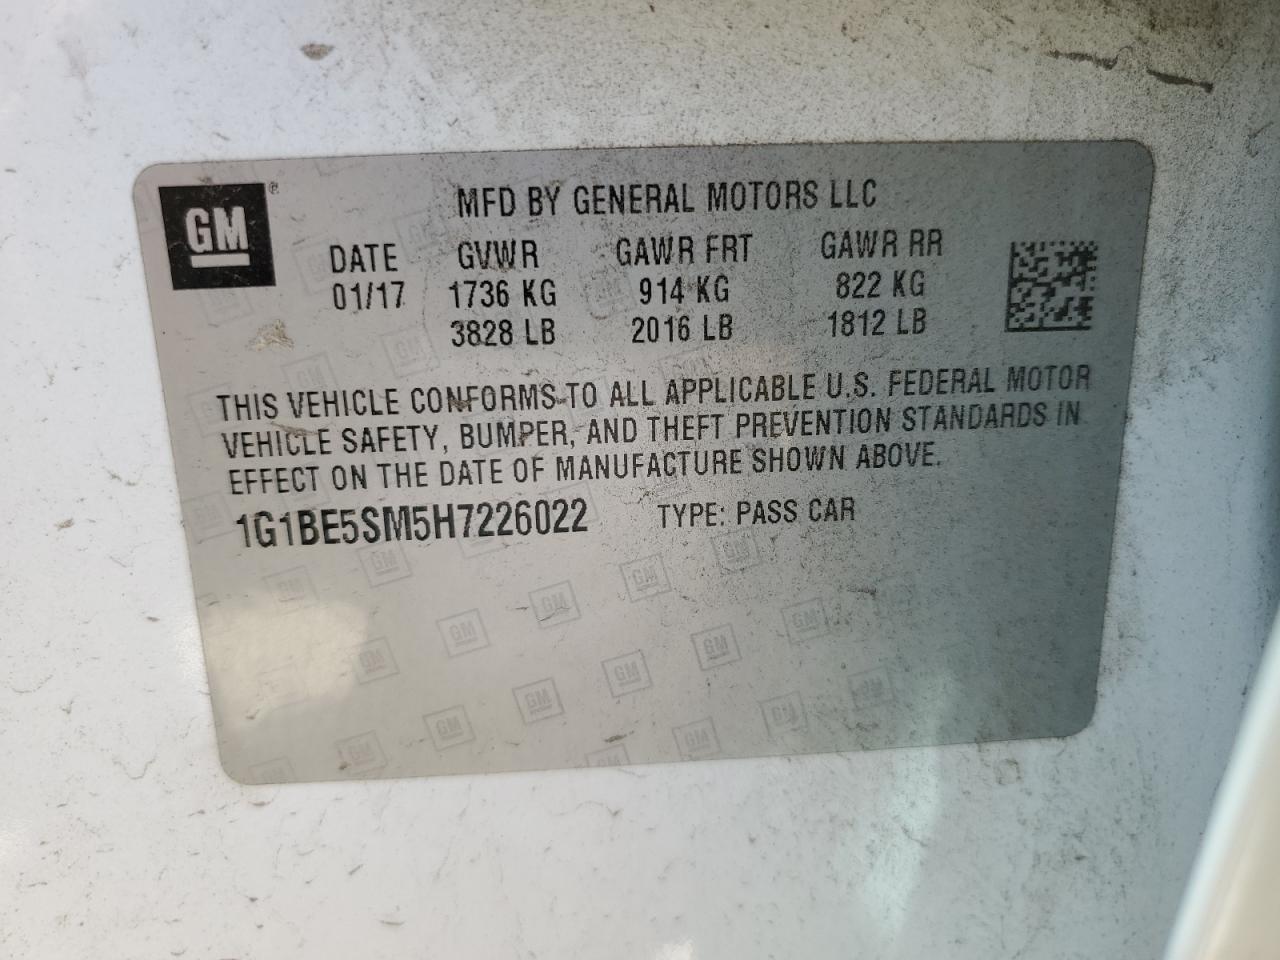 GM®
MFD BY GENERAL MOTORS LLC
DATE GVWR GAWR FRT GAWR RR
01/17 1736 KG 914 KG 822 KG
3828 LB 2016 LB 1812 LB
THIS VEHICLE CONFORMS TO ALL APPLICABLE U.S. FEDERAL MOTOR
VEHICLE SAFETY, BUMPER, AND THEFT PREVENTION STANDARDS IN
EFFECT ON THE DATE OF MANUFACTURE SHOWN ABOVE.
1G1BE5SM5H7226022 TYPE: PASS CAR